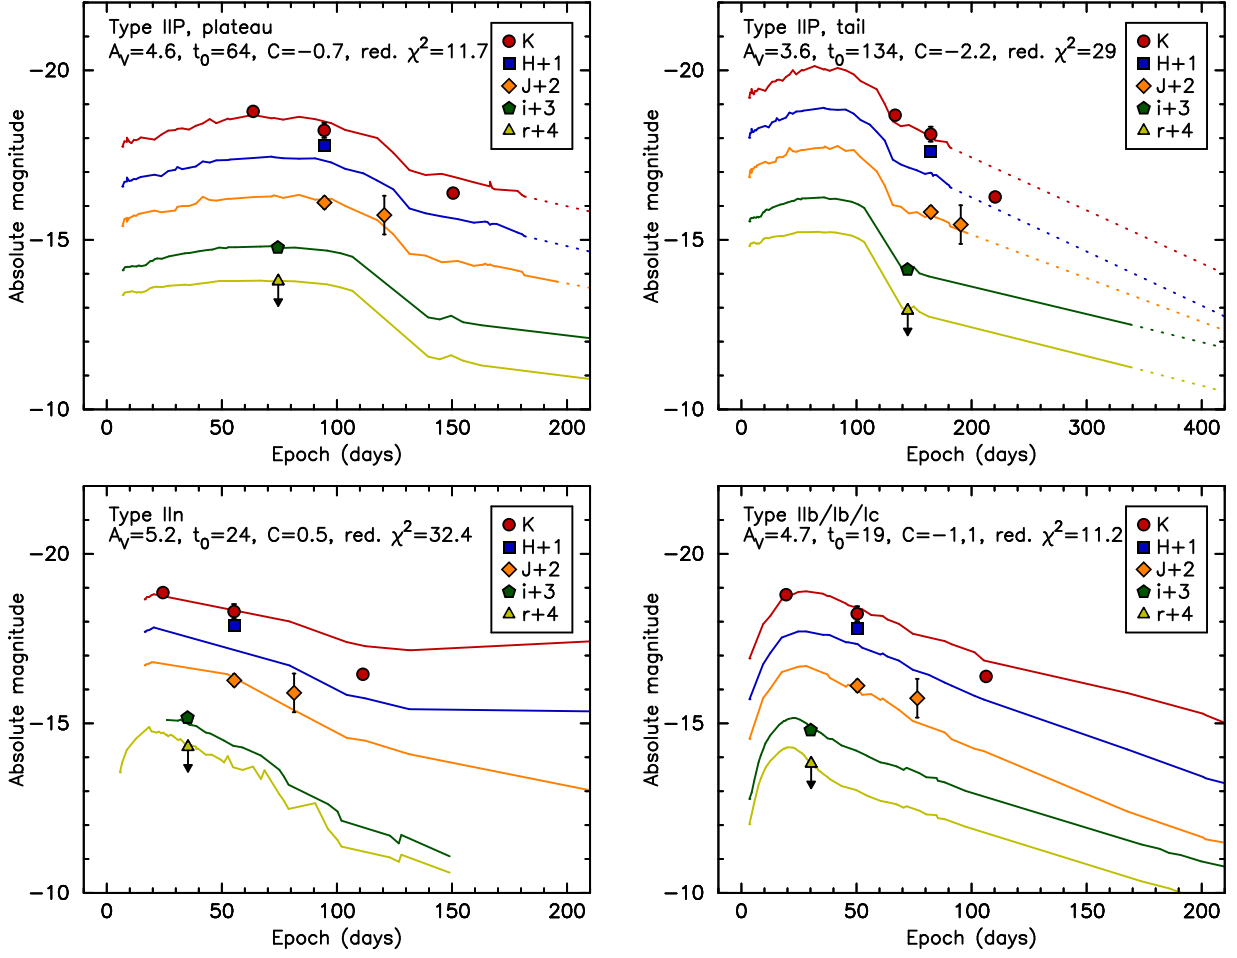 Type IIP, plateau
A_V=4.6, t_0=64, C=−0.7, red. χ²=11.7
K
H+1
J+2
i+3
r+4
−20
−15
−10
Absolute magnitude
0 50 100 150 200
Epoch (days)
Type IIP, tail
A_V=3.6, t_0=134, C=−2.2, red. χ²=29
K
H+1
J+2
i+3
r+4
−20
−15
−10
Absolute magnitude
0 100 200 300 400
Epoch (days)
Type IIn
A_V=5.2, t_0=24, C=0.5, red. χ²=32.4
K
H+1
J+2
i+3
r+4
−20
−15
−10
Absolute magnitude
0 50 100 150 200
Epoch (days)
Type IIb/Ib/Ic
A_V=4.7, t_0=19, C=−1,1, red. χ²=11.2
K
H+1
J+2
i+3
r+4
−20
−15
−10
Absolute magnitude
0 50 100 150 200
Epoch (days)